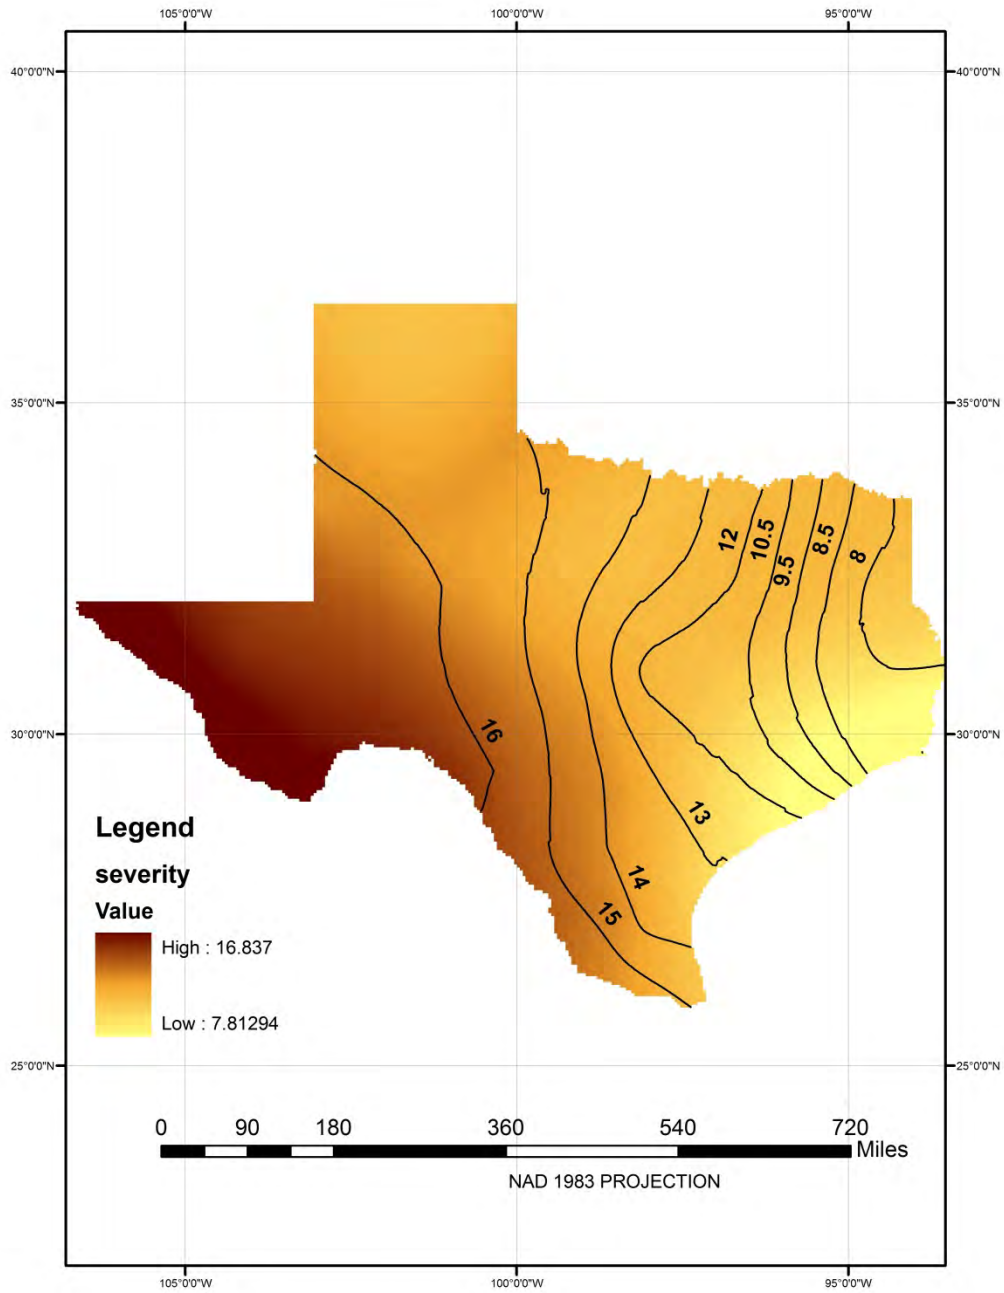 105°0'0"W 100°0'0"W 95°0'0"W
40°0'0"N 40°0'0"N
35°0'0"N 35°0'0"N
12 10.5 9.5 8.5 8
30°0'0"N 30°0'0"N
16
13
14
15
Legend
severity
Value
High : 16.837
Low : 7.81294
25°0'0"N 25°0'0"N
0 90 180 360 540 720
Miles
NAD 1983 PROJECTION
105°0'0"W 100°0'0"W 95°0'0"W